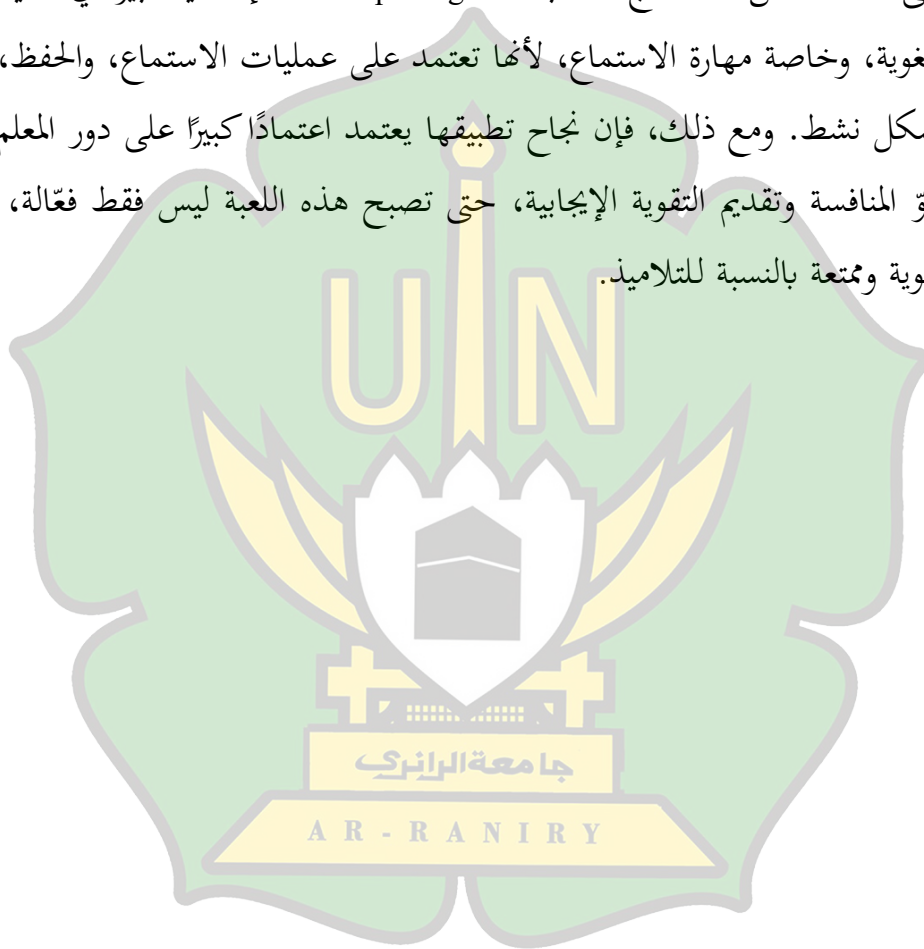 غوية، وخاصة مهارة الاستماع، لأنها تعتمد على عمليات الاستماع، والحفظ،
كل نشط. ومع ذلك، فإن نجاح تطبيقها يعتمد اعتمادًا كبيرًا على دور المعلم
وّ المنافسة وتقديم التقوية الإيجابية، حتى تصبح هذه اللعبة ليس فقط فعّالة،
وية وممتعة بالنسبة للتلاميذ.
UIN
جامعة الرانري
AR-RANIRY